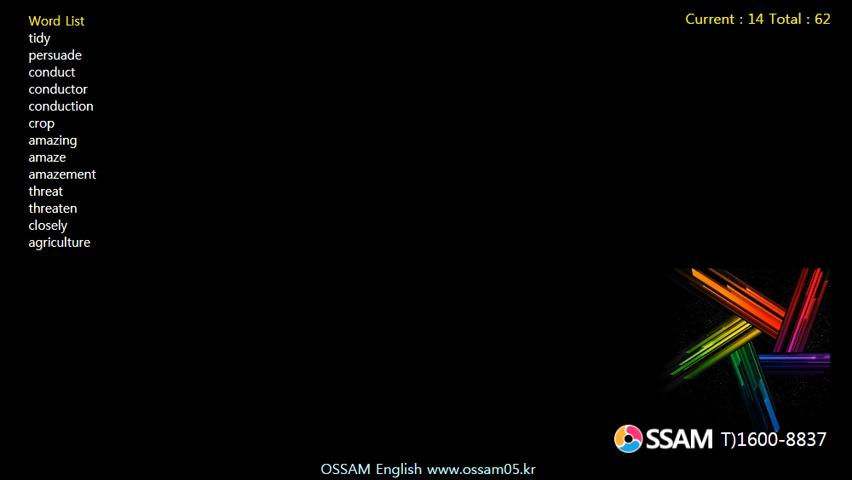 Word List
Current : 14 Total : 62
tidy
persuade
conduct
conductor
conduction
crop
amazing
amaze
amazement
threat
threaten
closely
agriculture
OSSAM T)1600-8837
OSSAM English www.ossam05.kr